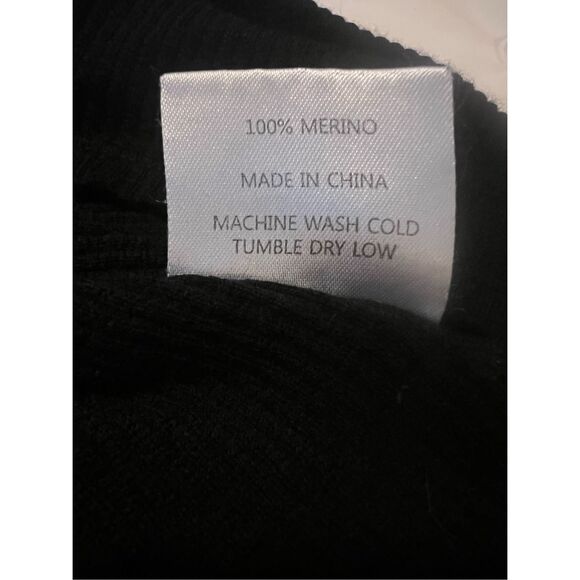 100% MERINO
MADE IN CHINA
MACHINE WASH COLD
TUMBLE DRY LOW